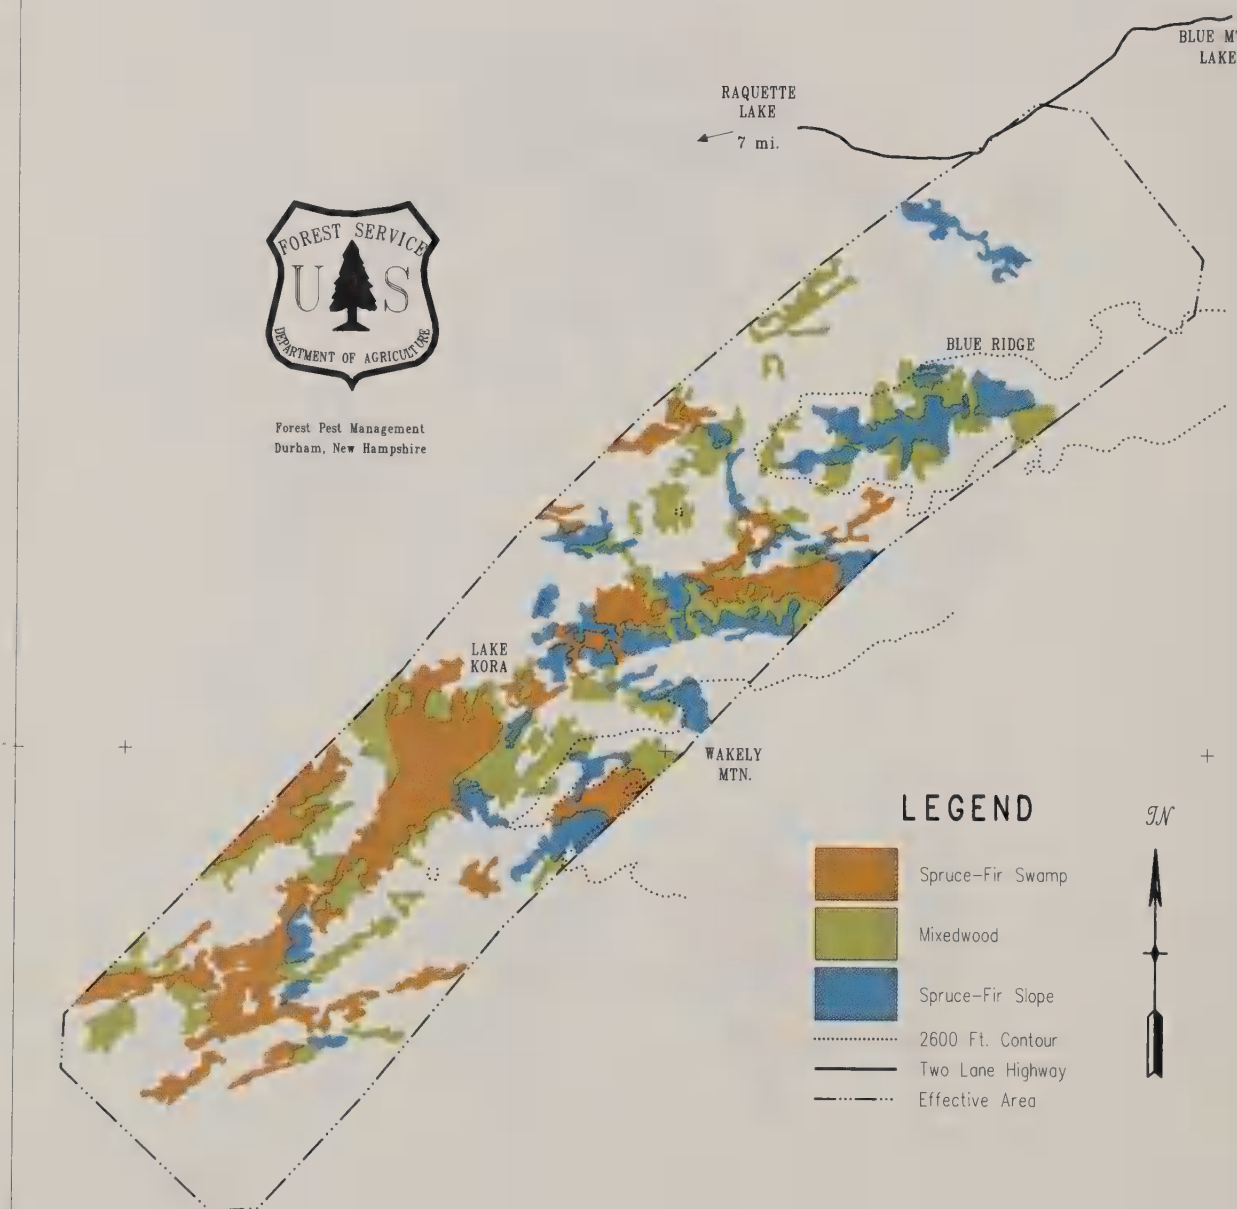 BLUE
LAKE
RAQUETTE
LAKE
7 mi.
FOREST SERVICE
U S
DEPARTMENT OF AGRICULTURE
Forest Pest Management
Durham, New Hampshire
BLUE RIDGE
LAKE
KORA
WAKELY
MTN.
LEGEND
N
Spruce-Fir Swamp
Mixedwood
Spruce-Fir Slope
2600 Ft. Contour
Two Lane Highway
Effective Area